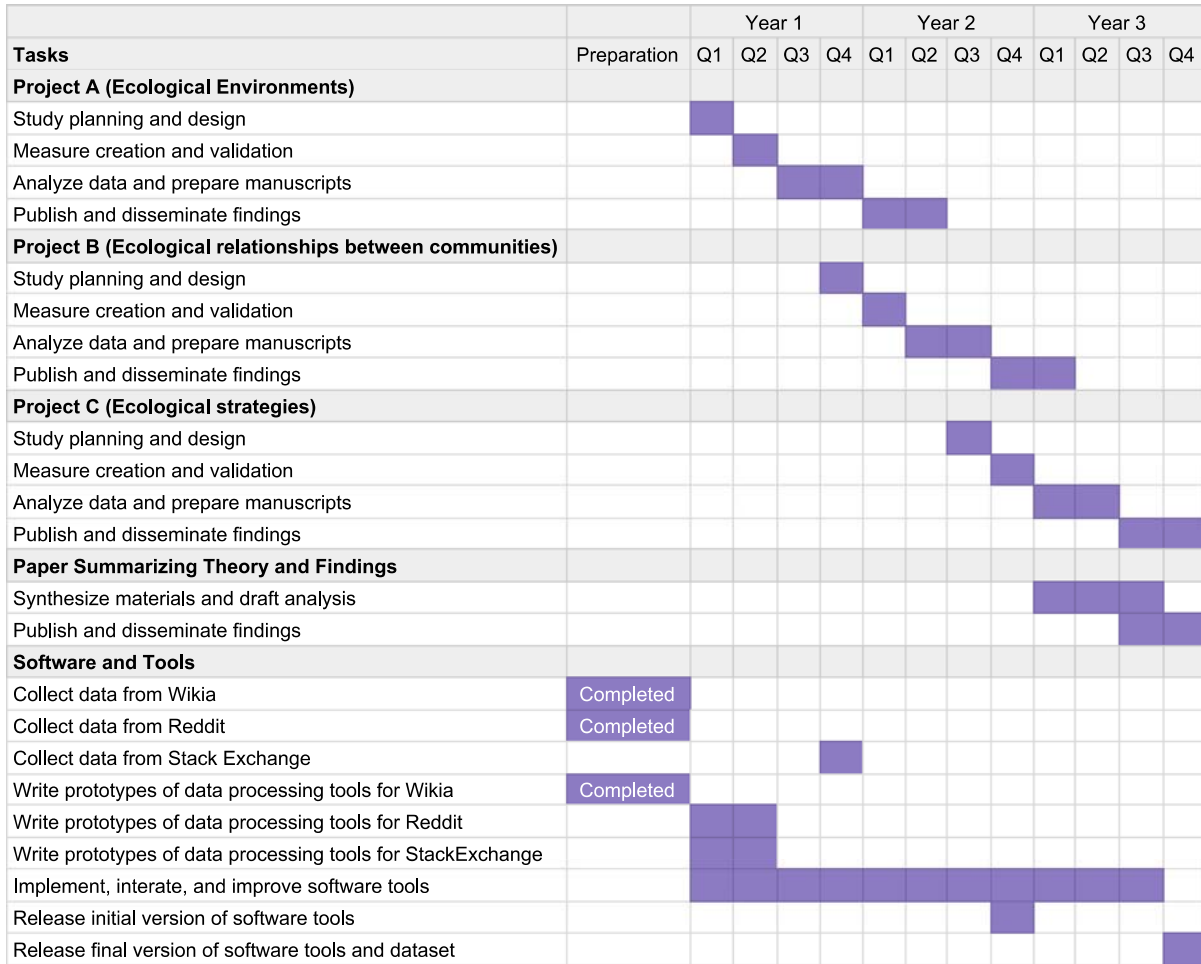 Year 1 Year 2 Year 3
Tasks Preparation Q1 Q2 Q3 Q4 Q1 Q2 Q3 Q4 Q1 Q2 Q3 Q4
Project A (Ecological Environments)
Study planning and design
Measure creation and validation
Analyze data and prepare manuscripts
Publish and disseminate findings
Project B (Ecological relationships between communities)
Study planning and design
Measure creation and validation
Analyze data and prepare manuscripts
Publish and disseminate findings
Project C (Ecological strategies)
Study planning and design
Measure creation and validation
Analyze data and prepare manuscripts
Publish and disseminate findings
Paper Summarizing Theory and Findings
Synthesize materials and draft analysis
Publish and disseminate findings
Software and Tools
Collect data from Wikia Completed
Collect data from Reddit Completed
Collect data from Stack Exchange
Write prototypes of data processing tools for Wikia Completed
Write prototypes of data processing tools for Reddit
Write prototypes of data processing tools for StackExchange
Implement, interate, and improve software tools
Release initial version of software tools
Release final version of software tools and dataset